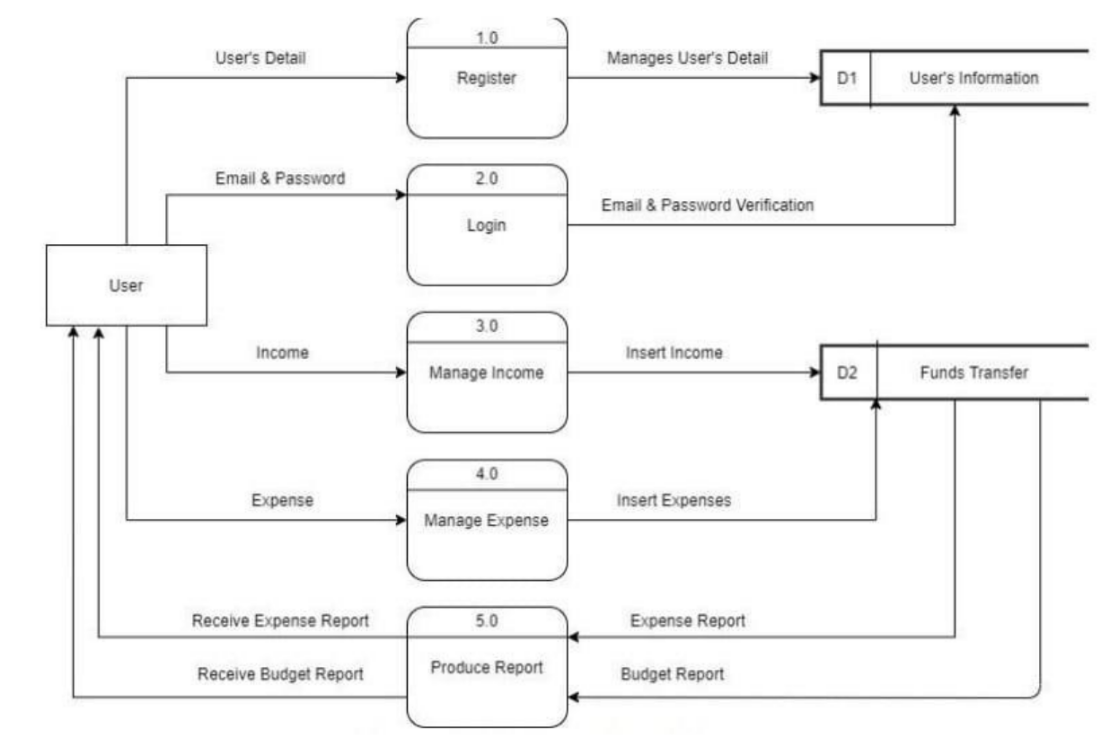 1.0
User's Detail
Manages User's Detail
Register
D1
User's Information
Email & Password
2.0
Email & Password Verification
Login
User
3.0
Income
Insert Income
Manage Income
D2
Funds Transfer
4.0
Expense
Insert Expenses
Manage Expense
Receive Expense Report
5.0
Expense Report
Produce Report
Receive Budget Report
Budget Report